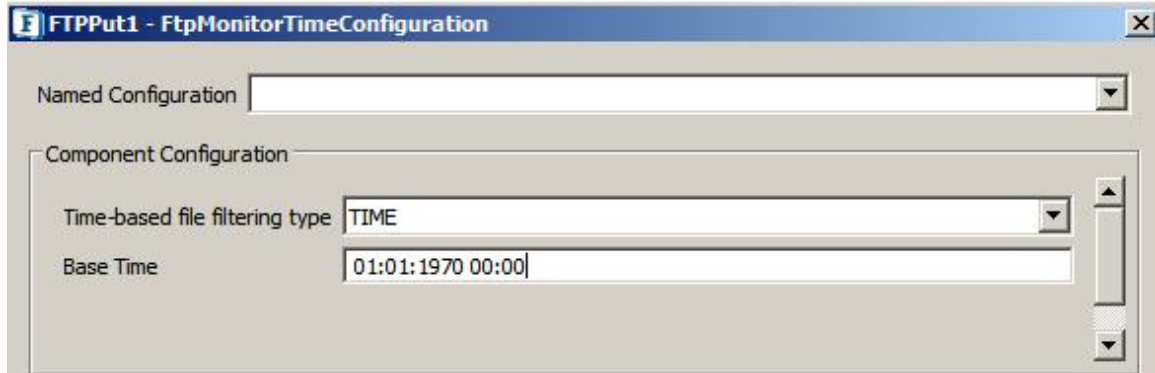 FTPPut1 - FtpMonitorTimeConfiguration
Named Configuration
Component Configuration
Time-based file filtering type TIME
Base Time 01:01:1970 00:00